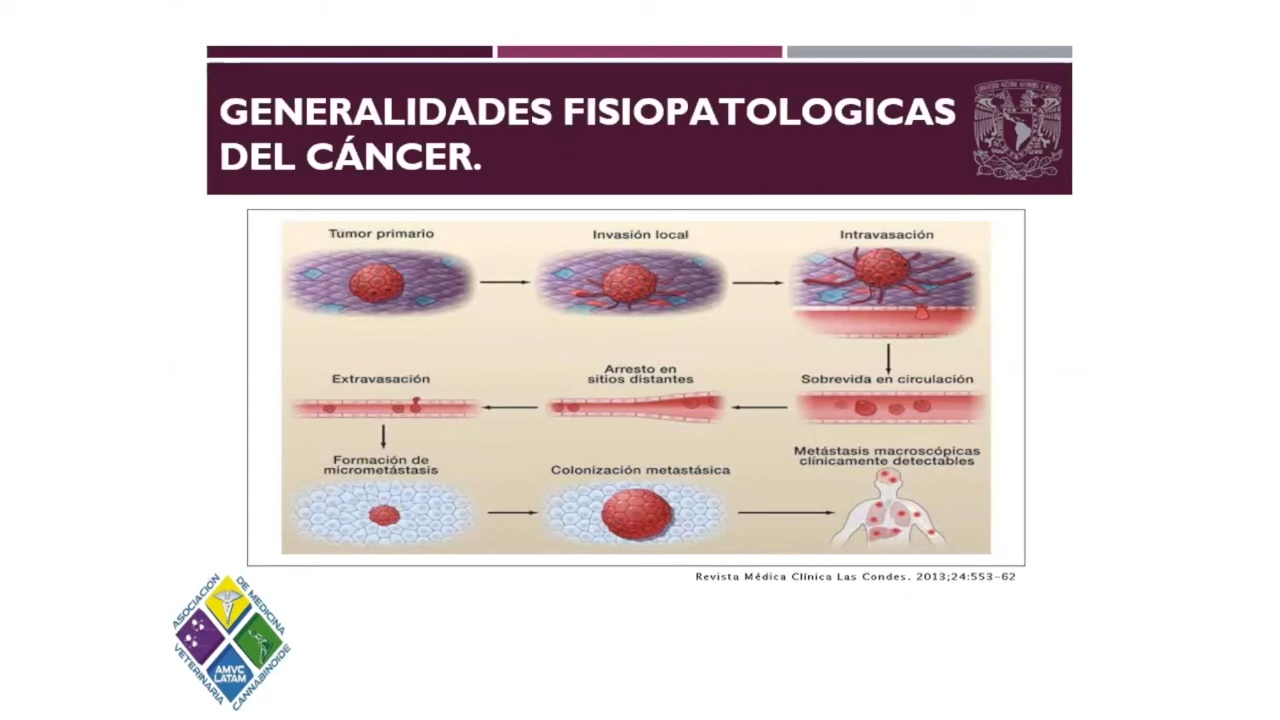 GENERALIDADES FISIOPATOLOGICAS
DEL CÁNCER.
Tumor primario
Invasión local
Intravasación
Extravasación
Arresto en
sitios distantes
Sobrevida en circulación
Formación de
micrometástasis
Colonización metastásica
Metástasis macroscópicas
clínicamente detectables
Revista Médica Clínica Las Condes. 2013;24:553-62
ASOCIACIÓN
DE MEDICINA
VETERINARIA
CANNABINOIDE
AMVC
LATAM